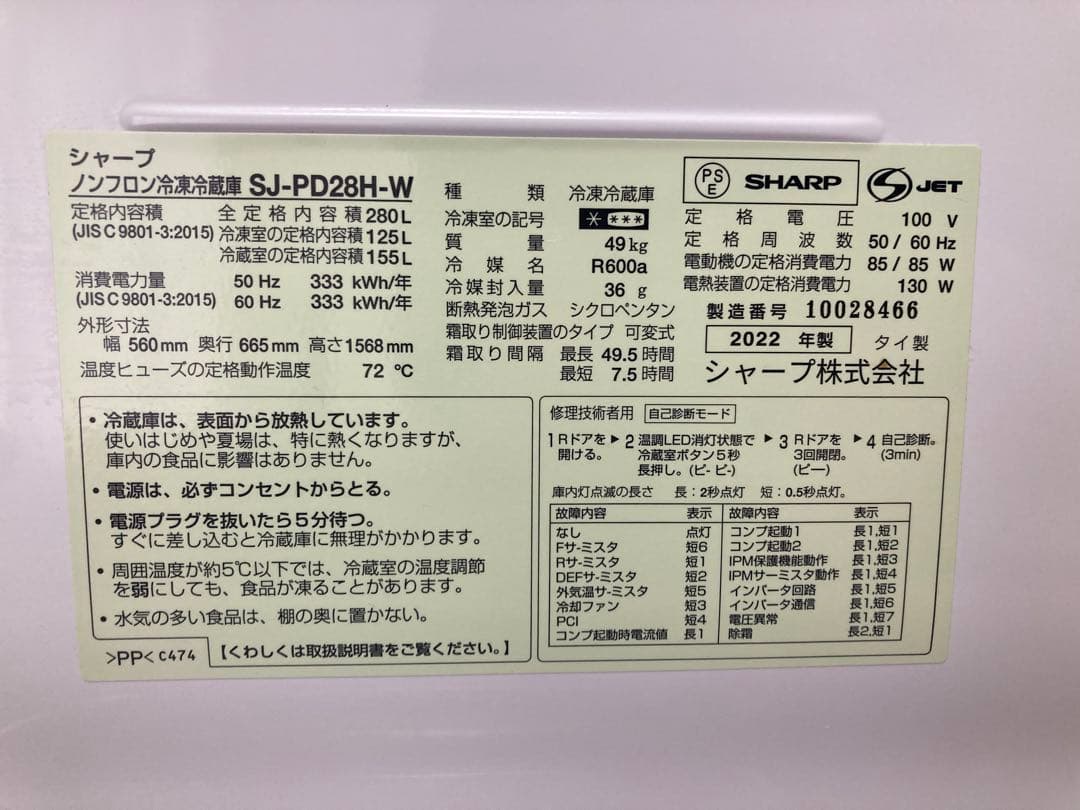 シャープ
ノンフロン冷凍冷蔵庫 SJ-PD28H-W
定格内容積 全定格内容積 280L
(JIS C 9801-3:2015) 冷凍室の定格内容積 125L
冷蔵室の定格内容積 155L
消費電力量 50 Hz 333 kWh/年
(JIS C 9801-3:2015) 60 Hz 333 kWh/年
外形寸法
幅 560mm 奥行 665mm 高さ1568mm
温度ヒューズの定格動作温度 72 ℃
種類 冷凍冷蔵庫
冷凍室の記号 * ***
質量 49kg
冷媒名 R600a
冷媒封入量 36 g
断熱発泡ガス シクロペンタン
霜取り制御装置のタイプ 可変式
霜取り間隔 最長 49.5 時間
最短 7.5 時間
PS E SHARP JET
定格電圧 100 V
定格周波数 50/60 Hz
電動機の定格消費電力 85/85 W
電熱装置の定格消費電力 130 W
製造番号 10028466
2022 年製 タイ製
シャープ株式会社
・冷蔵庫は、表面から放熱しています。
使いはじめや夏場は、特に熱くなりますが、
庫内の食品に影響はありません。
・電源は、必ずコンセントからとる。
・電源プラグを抜いたら5分待つ。
すぐに差し込むと冷蔵庫に無理がかかります。
・周囲温度が約5℃以下では、冷蔵室の温度調節
を弱にしても、食品が凍ることがあります。
・水気の多い食品は、棚の奥に置かない。
>PP< C474 【くわしくは取扱説明書をご覧ください。】
修理技術者用 自己診断モード
1 Rドアを開ける。 ▶ 2 温調LED消灯状態で冷蔵室ボタン5秒長押し。(ピ-ピ-) ▶ 3 Rドアを3回開閉。(ピー) ▶ 4 自己診断。(3min)
庫内灯点滅の長さ 長:2秒点灯 短:0.5秒点灯。
故障内容 表示 故障内容 表示
なし 点灯 コンプ起動1 長1,短1
Fサ-ミスタ 短6 コンプ起動2 長1,短2
Rサ-ミスタ 短1 IPM保護機能動作 長1,短3
DEFサ-ミスタ 短2 IPMサーミスタ動作 長1,短4
外気温サ-ミスタ 短5 インバータ回路 長1,短5
冷却ファン 短3 インバータ通信 長1,短6
PCI 短4 電圧異常 長1,短7
コンプ起動時電流値 長1 除霜 長2,短1